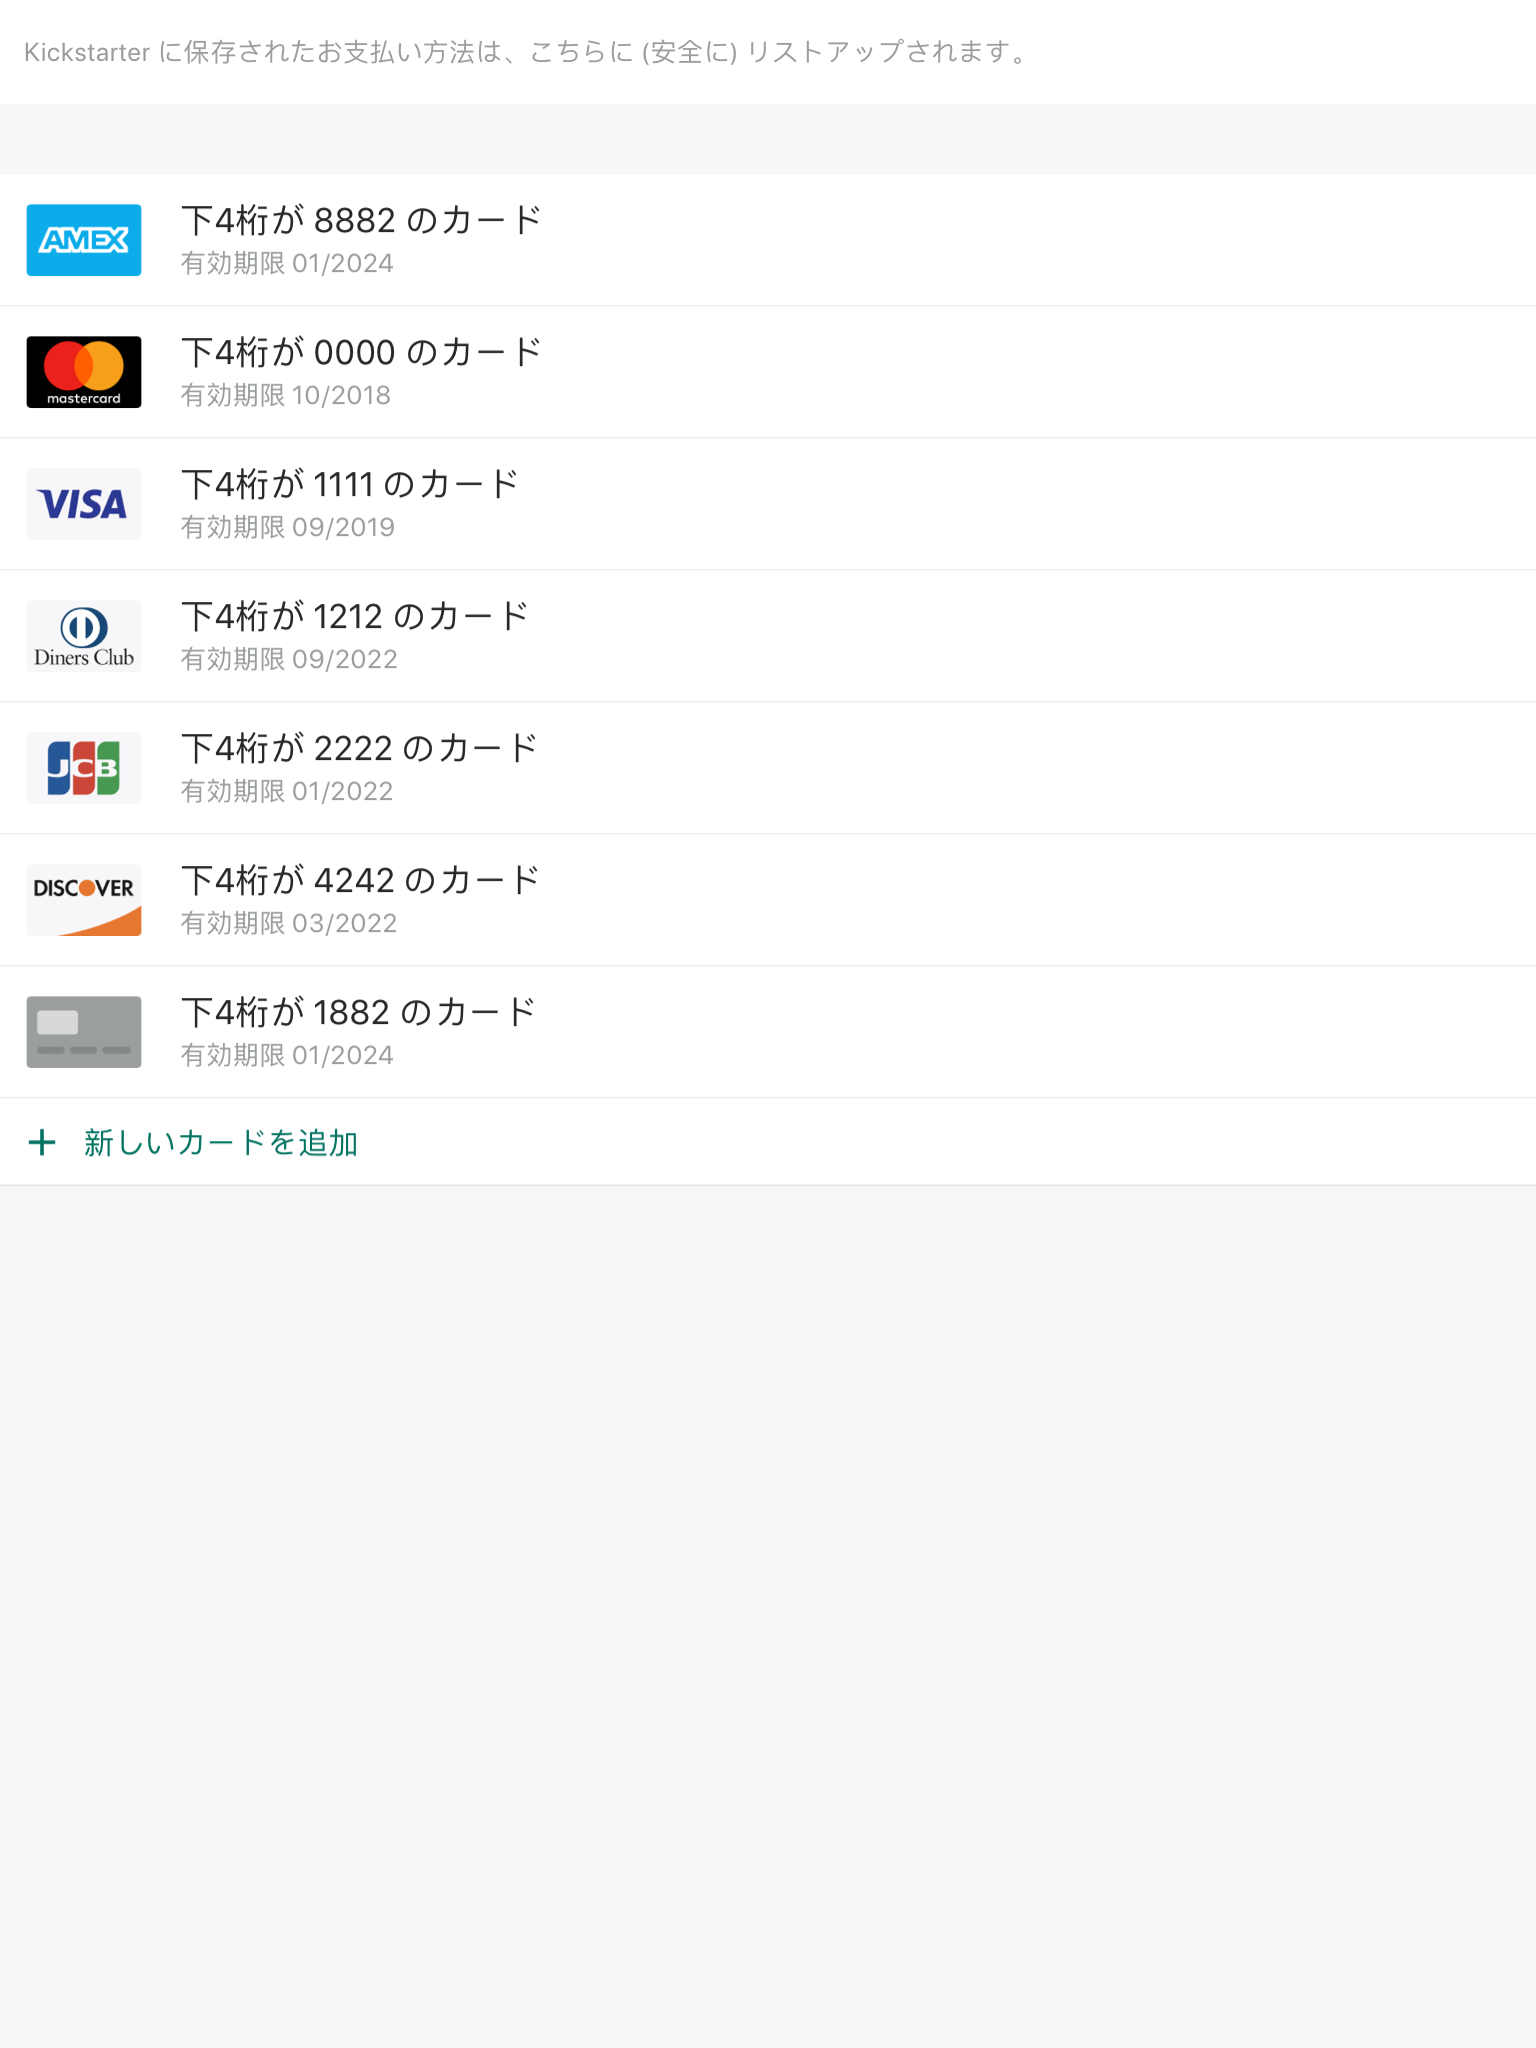 Kickstarter に保存されたお支払い方法は、こちらに (安全に) リストアップされます。
AMEX
下4桁が 8882 のカード
有効期限 01/2024
mastercard
下4桁が 0000 のカード
有効期限 10/2018
VISA
下4桁が 1111 のカード
有効期限 09/2019
Diners Club
下4桁が 1212 のカード
有効期限 09/2022
JCB
下4桁が 2222 のカード
有効期限 01/2022
DISCOVER
下4桁が 4242 のカード
有効期限 03/2022
下4桁が 1882 のカード
有効期限 01/2024
+ 新しいカードを追加